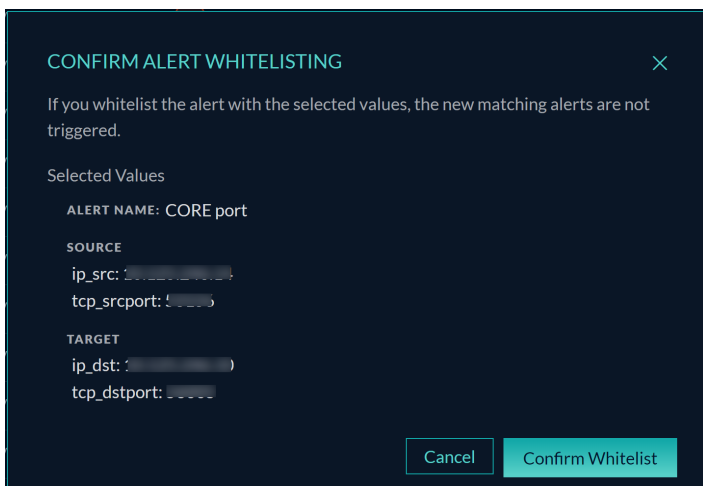 CONFIRM ALERT WHITELISTING
If you whitelist the alert with the selected values, the new matching alerts are not
triggered.
Selected Values
ALERT NAME: CORE port
SOURCE
ip_src:
tcp_srcport:
TARGET
ip_dst:
tcp_dstport:
Cancel
Confirm Whitelist